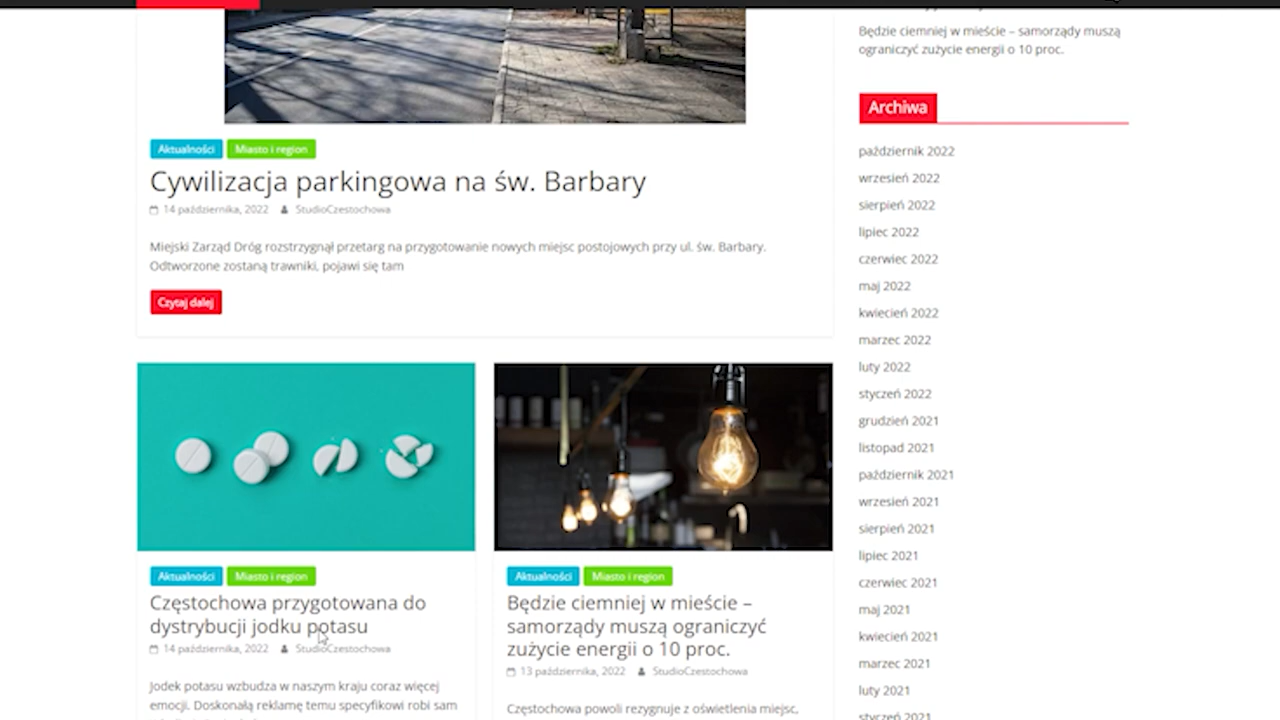 Będzie ciemniej w mieście – samorządy muszą
ograniczyć zużycie energii o 10 proc.
Archiwa
październik 2022
wrzesień 2022
sierpień 2022
lipiec 2022
czerwiec 2022
maj 2022
kwiecień 2022
marzec 2022
luty 2022
styczeń 2022
grudzień 2021
listopad 2021
październik 2021
wrzesień 2021
sierpień 2021
lipiec 2021
czerwiec 2021
maj 2021
kwiecień 2021
marzec 2021
luty 2021
styczeń 2021
Aktualności Miasto i region
Cywilizacja parkingowa na św. Barbary
14 października, 2022 StudioCzestochowa
Miejski Zarząd Dróg rozstrzygnął przetarg na przygotowanie nowych miejsc postojowych przy ul. św. Barbary.
Odtworzone zostaną trawniki, pojawi się tam
Czytaj dalej
Aktualności Miasto i region
Częstochowa przygotowana do
dystrybucji jodku potasu
14 października, 2022 StudioCzestochowa
Jodek potasu wzbudza w naszym kraju coraz więcej
emocji. Doskonałą reklamę temu specyfikowi robi sam
Aktualności Miasto i region
Będzie ciemniej w mieście –
samorządy muszą ograniczyć
zużycie energii o 10 proc.
13 października, 2022 StudioCzestochowa
Częstochowa powoli rezygnuje z oświetlenia miejsc,